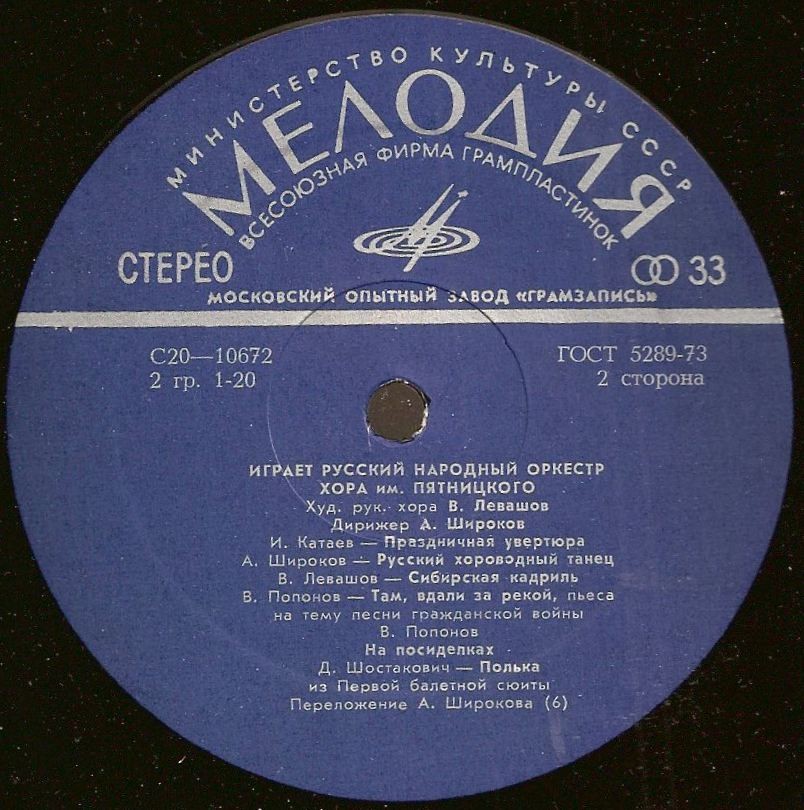 МИНИСТЕРСТВО КУЛЬТУРЫ СССР
МЕЛОДИЯ
ВСЕСОЮЗНАЯ ФИРМА ГРАМПЛАСТИНОК
СТЕРЕО
33
МОСКОВСКИЙ ОПЫТНЫЙ ЗАВОД «ГРАМЗАПИСЬ»
С20—10672
ГОСТ 5289-73
2 гр. 1-20
2 сторона
ИГРАЕТ РУССКИЙ НАРОДНЫЙ ОРКЕСТР
ХОРА им. ПЯТНИЦКОГО
Худ. рук. хора В. Левашов
Дирижер А. Широков
И. Катаев — Праздничная увертюра
А. Широков — Русский хороводный танец
В. Левашов — Сибирская кадриль
В. Попонов — Там, вдали за рекой, пьеса
на тему песни гражданской войны
В. Попонов
На посиделках
Д. Шостакович — Полька
из Первой балетной сюиты
Переложение А. Широкова (6)